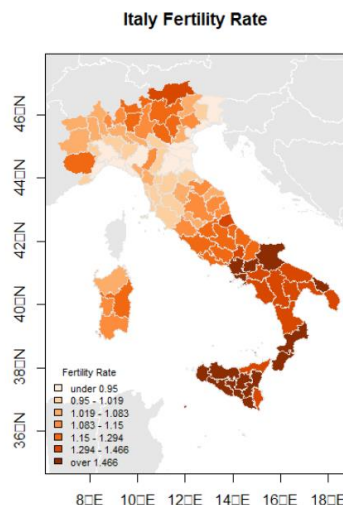 Italy Fertility Rate
46□N
44□N
42□N
40□N
38□N
36□N
Fertility Rate
under 0.95
0.95 - 1.019
1.019 - 1.083
1.083 - 1.15
1.15 - 1.294
1.294 - 1.466
over 1.466
8□E 10□E 12□E 14□E 16□E 18□E